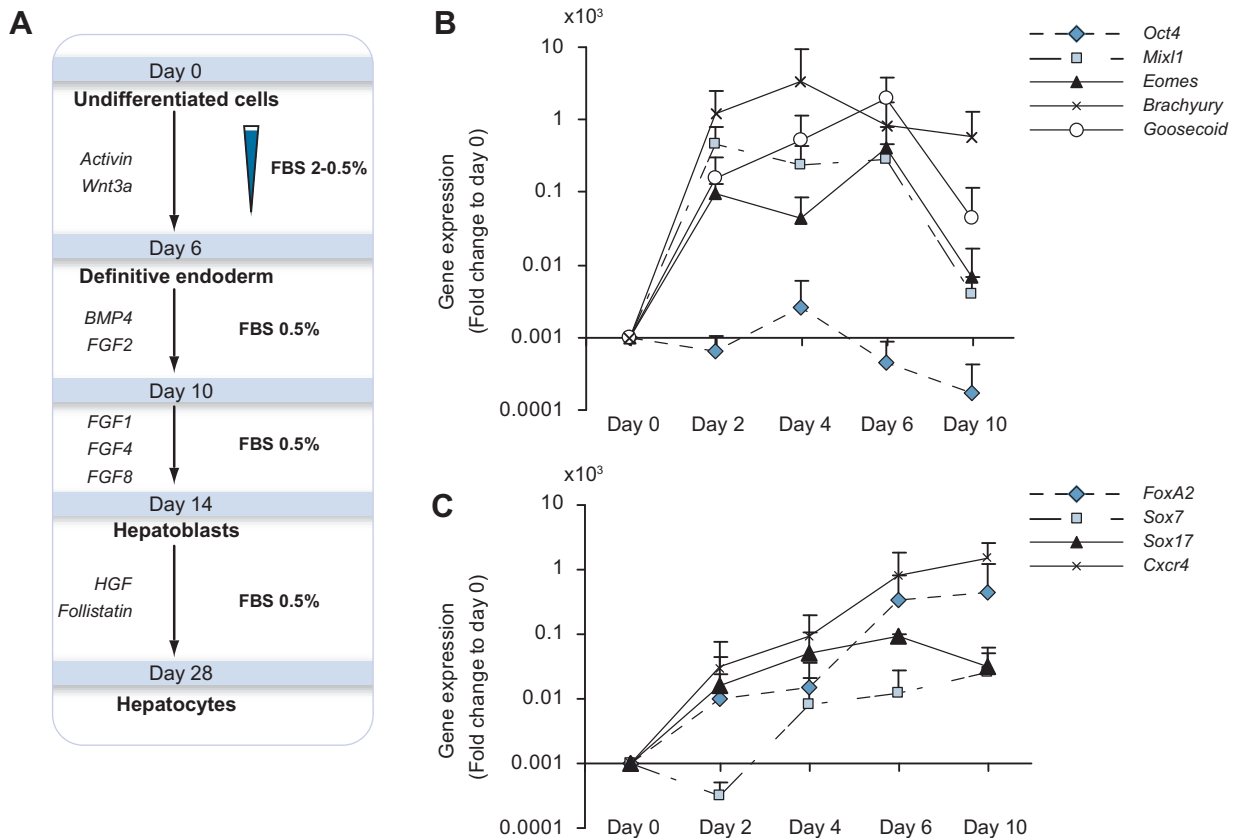 A
Day 0
Undifferentiated cells
Activin
Wnt3a
FBS 2-0.5%
Day 6
Definitive endoderm
BMP4
FGF2
FBS 0.5%
Day 10
FGF1
FGF4
FGF8
FBS 0.5%
Day 14
Hepatoblasts
HGF
Follistatin
FBS 0.5%
Day 28
Hepatocytes
B
x10³
Gene expression
(Fold change to day 0)
10
1
0.1
0.01
0.001
0.0001
Day 0 Day 2 Day 4 Day 6 Day 10
Oct4
Mixl1
Eomes
Brachyury
Goosecoid
C
x10³
Gene expression
(Fold change to day 0)
10
1
0.1
0.01
0.001
0.0001
Day 0 Day 2 Day 4 Day 6 Day 10
FoxA2
Sox7
Sox17
Cxcr4